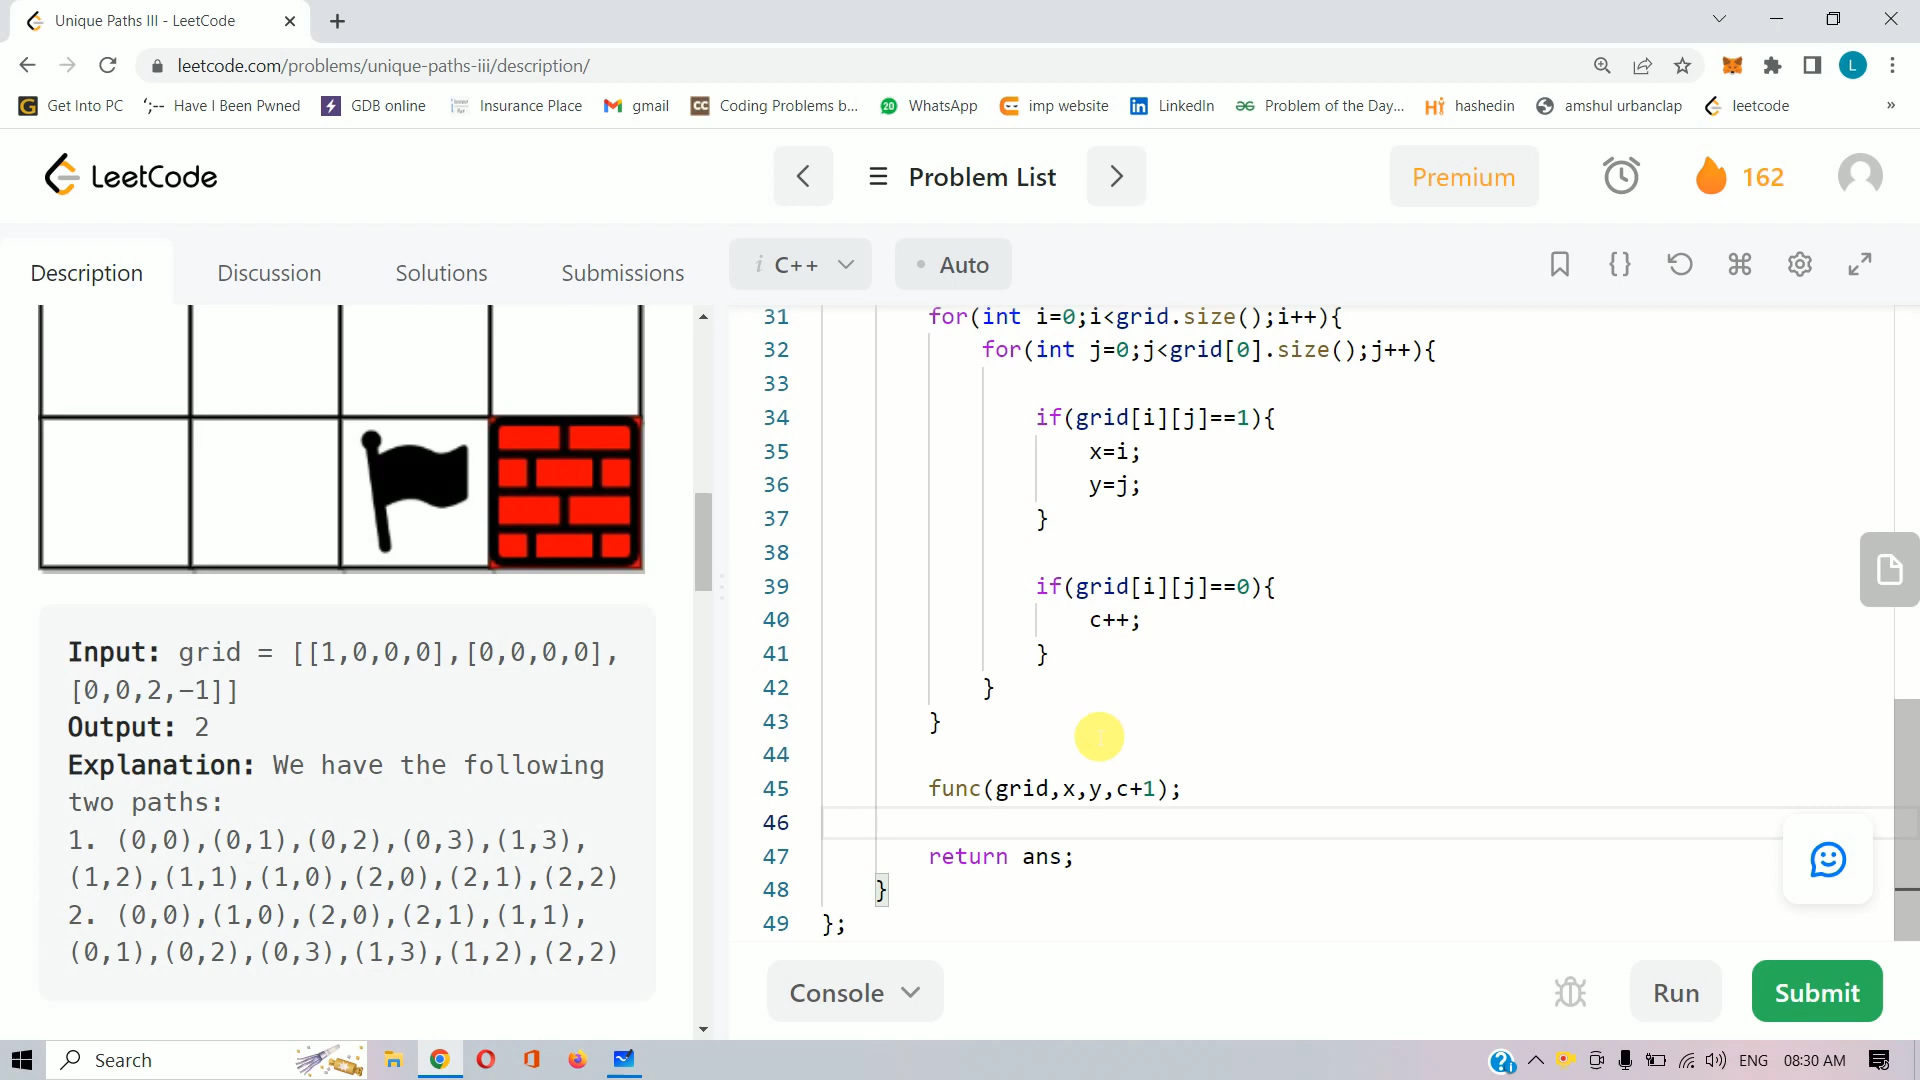 Unique Paths III - LeetCode
leetcode.com/problems/unique-paths-iii/description/
L
Get Into PC
Have I Been Pwned
GDB online
Insurance Place
gmail
CC Coding Problems b...
20 WhatsApp
imp website
in LinkedIn
Problem of the Day...
hashedin
amshul urbanclap
leetcode
»
LeetCode
Problem List
Premium
162
Description
Discussion
Solutions
Submissions
i C++
Auto
Input: grid = [[1,0,0,0],[0,0,0,0],
[0,0,2,-1]]
Output: 2
Explanation: We have the following
two paths:
1. (0,0),(0,1),(0,2),(0,3),(1,3),
(1,2),(1,1),(1,0),(2,0),(2,1),(2,2)
2. (0,0),(1,0),(2,0),(2,1),(1,1),
(0,1),(0,2),(0,3),(1,3),(1,2),(2,2)
31 for(int i=0;i<grid.size();i++){
32 for(int j=0;j<grid[0].size();j++){
33
34 if(grid[i][j]==1){
35 x=i;
36 y=j;
37 }
38
39 if(grid[i][j]==0){
40 c++;
41 }
42 }
43 }
44
45 func(grid,x,y,c+1);
46
47 return ans;
48 }
49 };
Console
Run
Submit
Search
ENG
08:30 AM